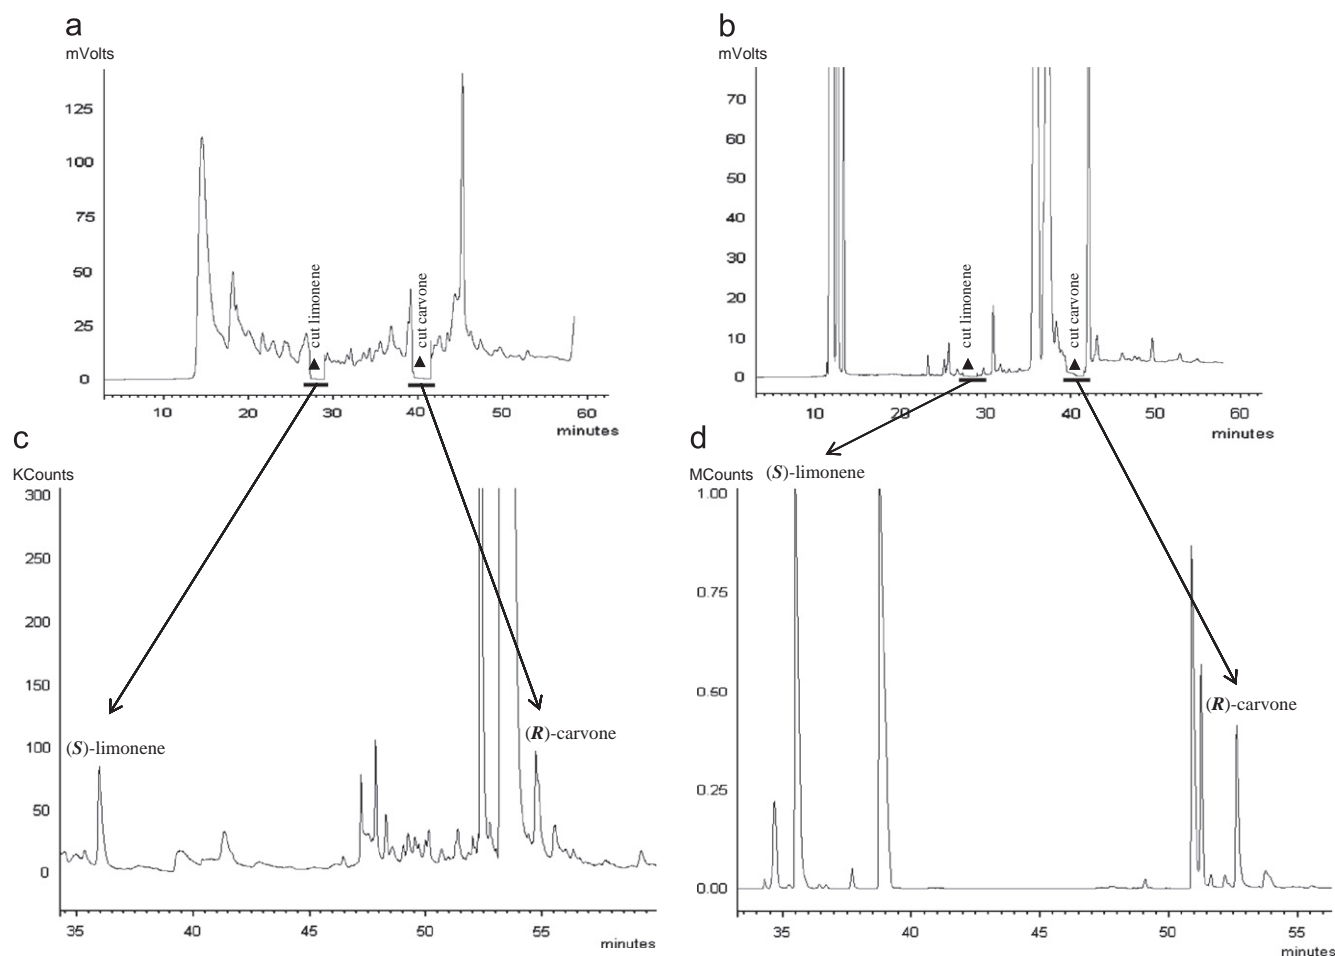 a
mVolts
125
100
75
50
25
0
cut limonene
cut carvone
10
20
30
40
50
60
minutes
b
mVolts
70
60
50
40
30
20
10
0
cut limonene
cut carvone
10
20
30
40
50
60
minutes
c
KCounts
300
250
200
150
100
50
0
(S)-limonene
(R)-carvone
35
40
45
50
55
minutes
d
MCounts
1.00
0.75
0.50
0.25
0.00
(S)-limonene
(R)-carvone
35
40
45
50
55
minutes